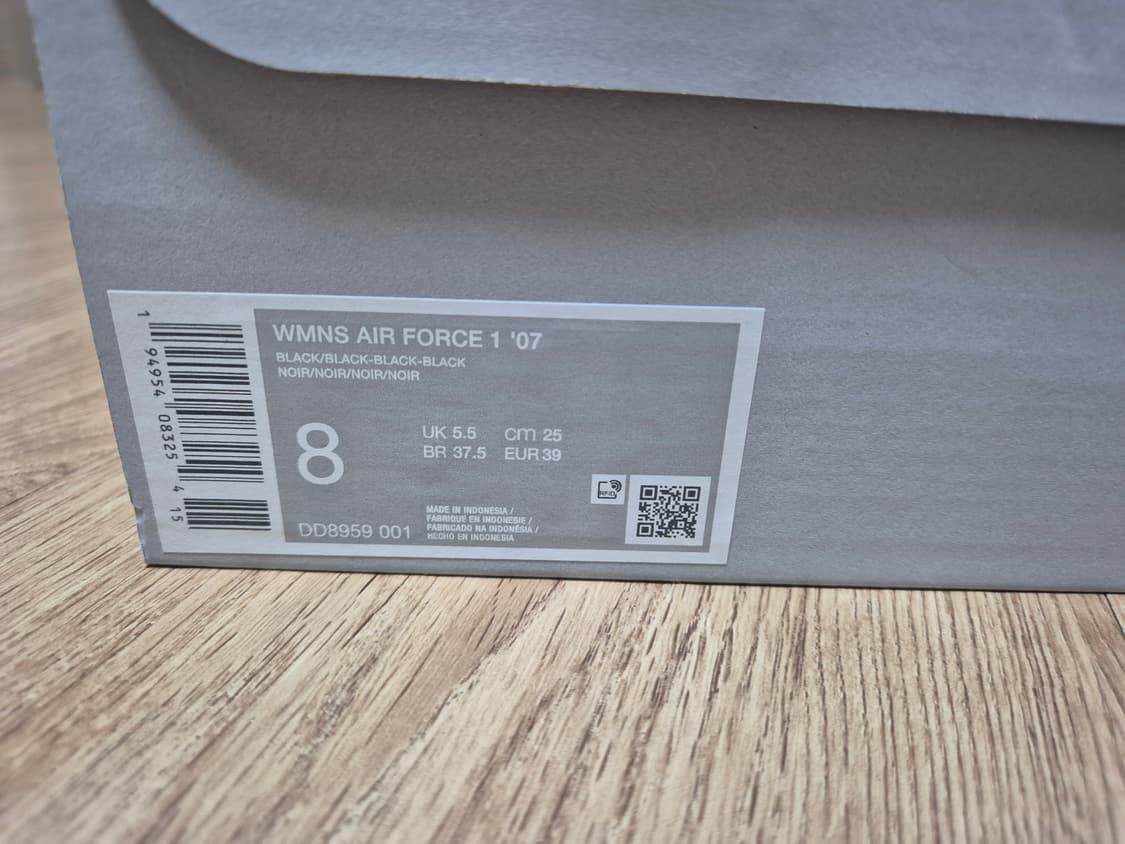 WMNS AIR FORCE 1 '07
BLACK/BLACK-BLACK-BLACK
NOIR/NOIR/NOIR/NOIR
8
UK 5.5 cm 25
BR 37.5 EUR 39
DD8959 001
MADE IN INDONESIA /
FABRIQUE EN INDONESIE /
FABRICADO NA INDONÉSIA /
HECHO EN INDONESIA
RFID
1 94954 08325 4 15